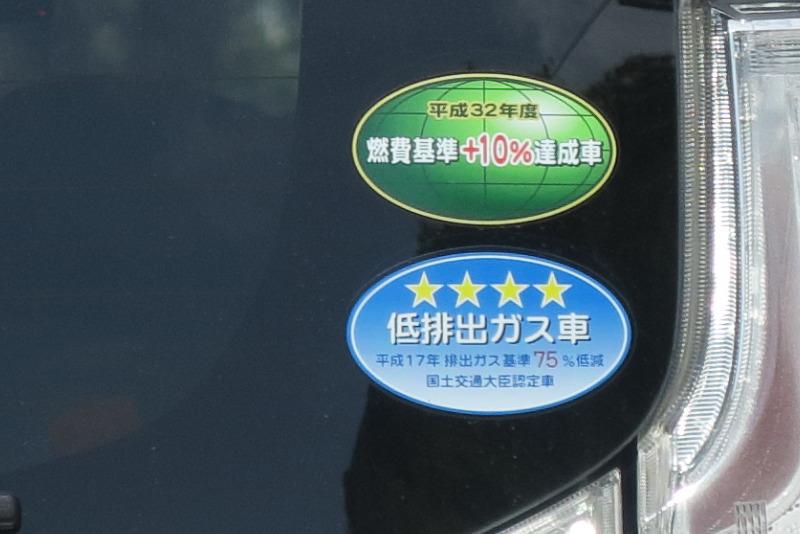 平成32年度
燃費基準+10%達成車
低排出ガス車
平成17年 排出ガス基準75%低減
国土交通大臣認定車